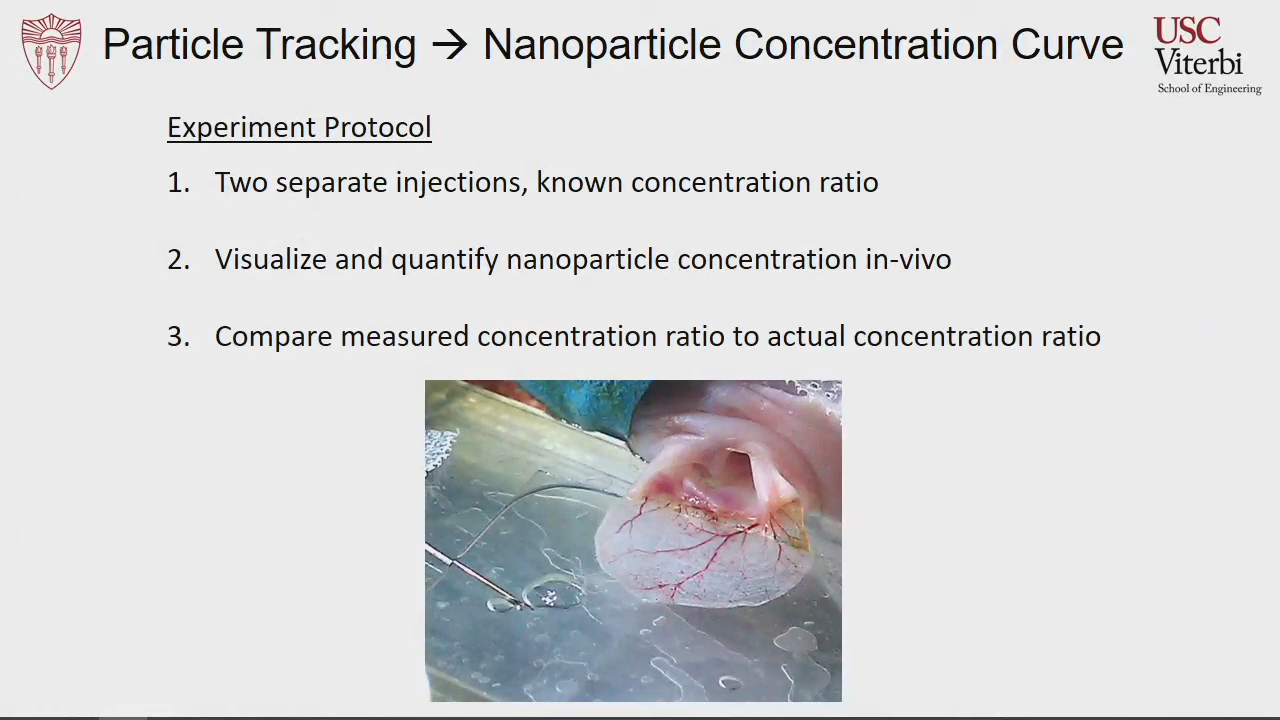 Particle Tracking → Nanoparticle Concentration Curve
USC
Viterbi
School of Engineering
Experiment Protocol
1. Two separate injections, known concentration ratio
2. Visualize and quantify nanoparticle concentration in-vivo
3. Compare measured concentration ratio to actual concentration ratio